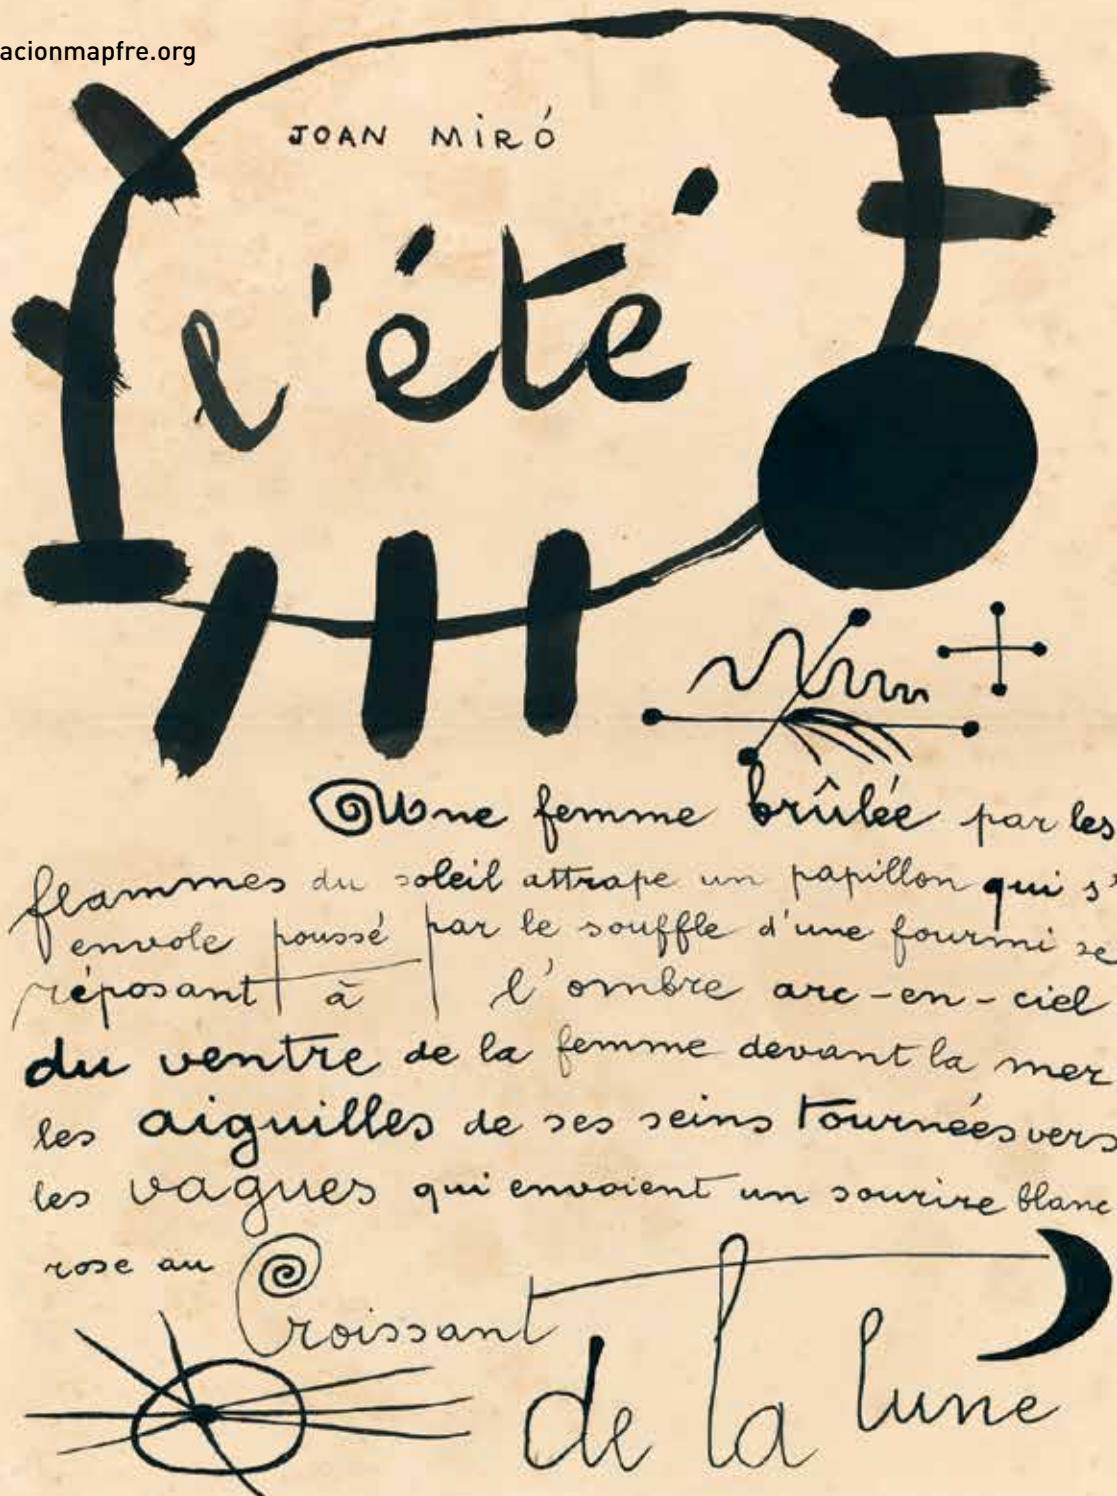 acionmapfre.org
JOAN MIRÓ
l'été
Une femme brûlée par les
flammes du soleil attrape un papillon qui s'
envole poussé par le souffle d'une fourmi se
réposant à l'ombre arc-en-ciel
du ventre de la femme devant la mer
les aiguilles de ses seins tournées vers
les vagues qui envoient un sourire blanc
rose au
Croissant
de la lune